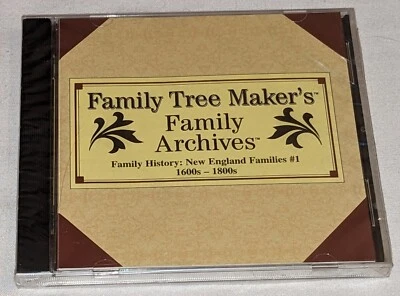 Family Tree Maker's™
Family
Archives™
Family History: New England Families #1
1600s – 1800s